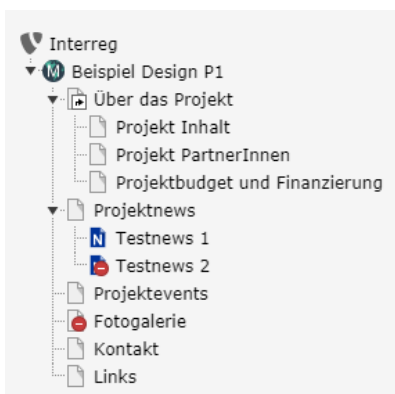 Interreg
M Beispiel Design P1
Über das Projekt
Projekt Inhalt
Projekt PartnerInnen
Projektbudget und Finanzierung
Projektnews
N Testnews 1
Testnews 2
Projektevents
Fotogalerie
Kontakt
Links